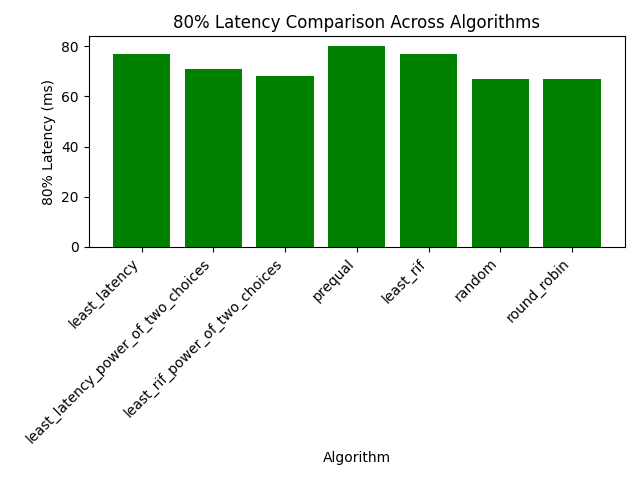 80% Latency Comparison Across Algorithms
80% Latency (ms)
80
60
40
20
0
least_latency
least_latency_power_of_two_choices
least_rif_power_of_two_choices
prequal
least_rif
random
round_robin
Algorithm